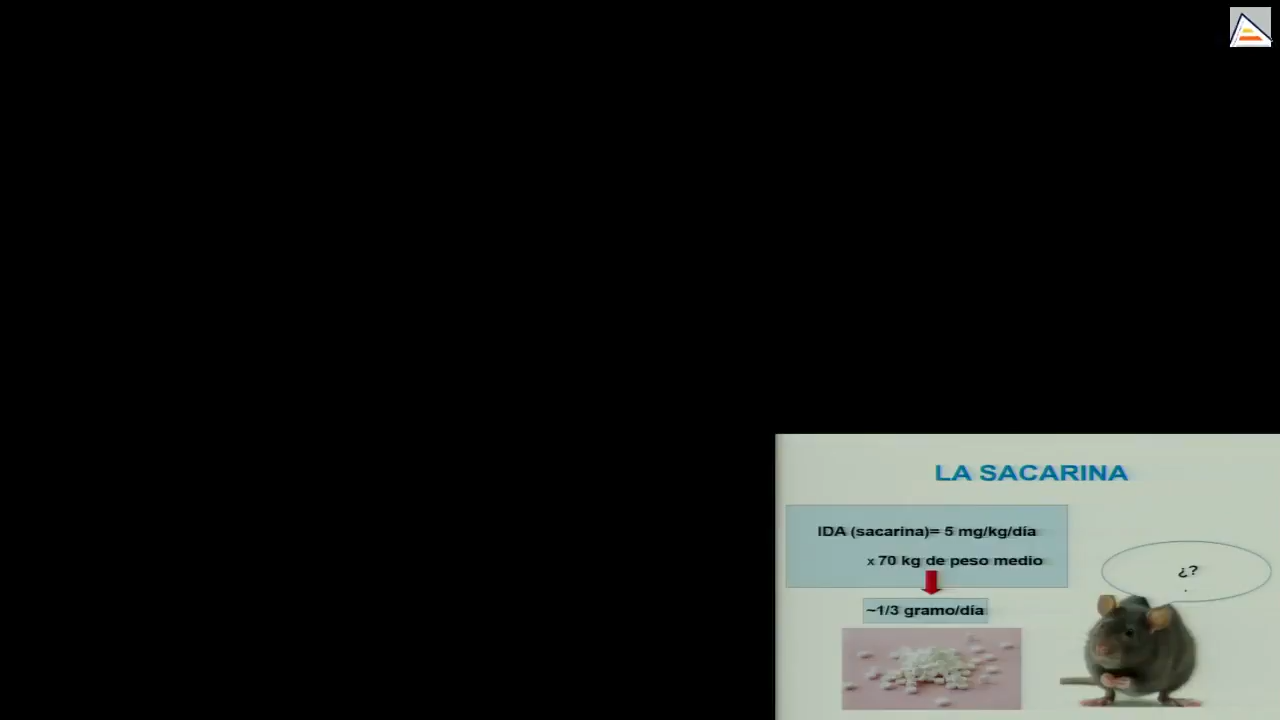 LA SACARINA
IDA (sacarina)= 5 mg/kg/día
x 70 kg de peso medio
~1/3 gramo/día
¿?
.